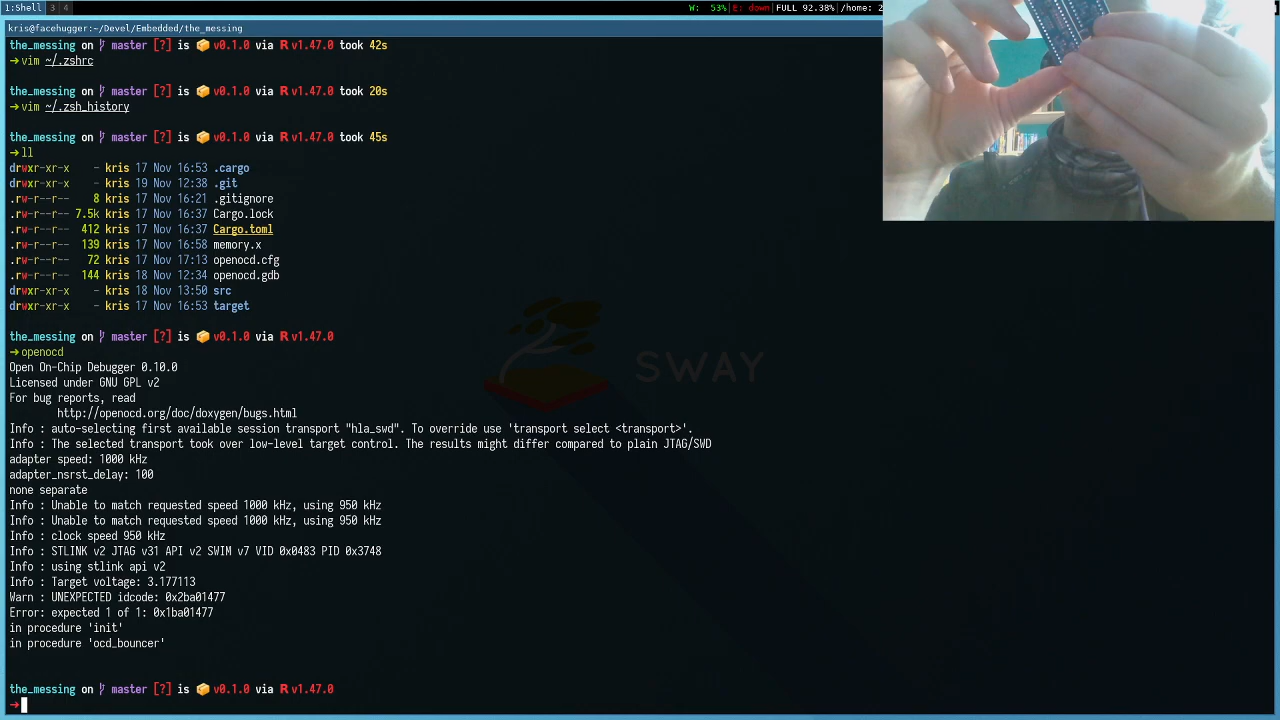 1:Shell 3 4 W: 53% E: down FULL 92.38% /home: 2
kris@facehugger:~/Devel/Embedded/the_messing
the_messing on master [?] is v0.1.0 via R v1.47.0 took 42s
→ vim ~/.zshrc
the_messing on master [?] is v0.1.0 via R v1.47.0 took 20s
→ vim ~/.zsh_history
the_messing on master [?] is v0.1.0 via R v1.47.0 took 45s
→ ll
drwxr-xr-x - kris 17 Nov 16:53 .cargo
drwxr-xr-x - kris 19 Nov 12:38 .git
.rw-r--r-- 8 kris 17 Nov 16:21 .gitignore
.rw-r--r-- 7.5k kris 17 Nov 16:37 Cargo.lock
.rw-r--r-- 412 kris 17 Nov 16:37 Cargo.toml
.rw-r--r-- 139 kris 17 Nov 16:58 memory.x
.rw-r--r-- 72 kris 17 Nov 17:13 openocd.cfg
.rw-r--r-- 144 kris 18 Nov 12:34 openocd.gdb
drwxr-xr-x - kris 18 Nov 13:50 src
drwxr-xr-x - kris 17 Nov 16:53 target
the_messing on master [?] is v0.1.0 via R v1.47.0
→ openocd
Open On-Chip Debugger 0.10.0
Licensed under GNU GPL v2
For bug reports, read
http://openocd.org/doc/doxygen/bugs.html
Info : auto-selecting first available session transport "hla_swd". To override use 'transport select <transport>'.
Info : The selected transport took over low-level target control. The results might differ compared to plain JTAG/SWD
adapter speed: 1000 kHz
adapter_nsrst_delay: 100
none separate
Info : Unable to match requested speed 1000 kHz, using 950 kHz
Info : Unable to match requested speed 1000 kHz, using 950 kHz
Info : clock speed 950 kHz
Info : STLINK v2 JTAG v31 API v2 SWIM v7 VID 0x0483 PID 0x3748
Info : using stlink api v2
Info : Target voltage: 3.177113
Warn : UNEXPECTED idcode: 0x2ba01477
Error: expected 1 of 1: 0x1ba01477
in procedure 'init'
in procedure 'ocd_bouncer'
the_messing on master [?] is v0.1.0 via R v1.47.0
→
SWAY